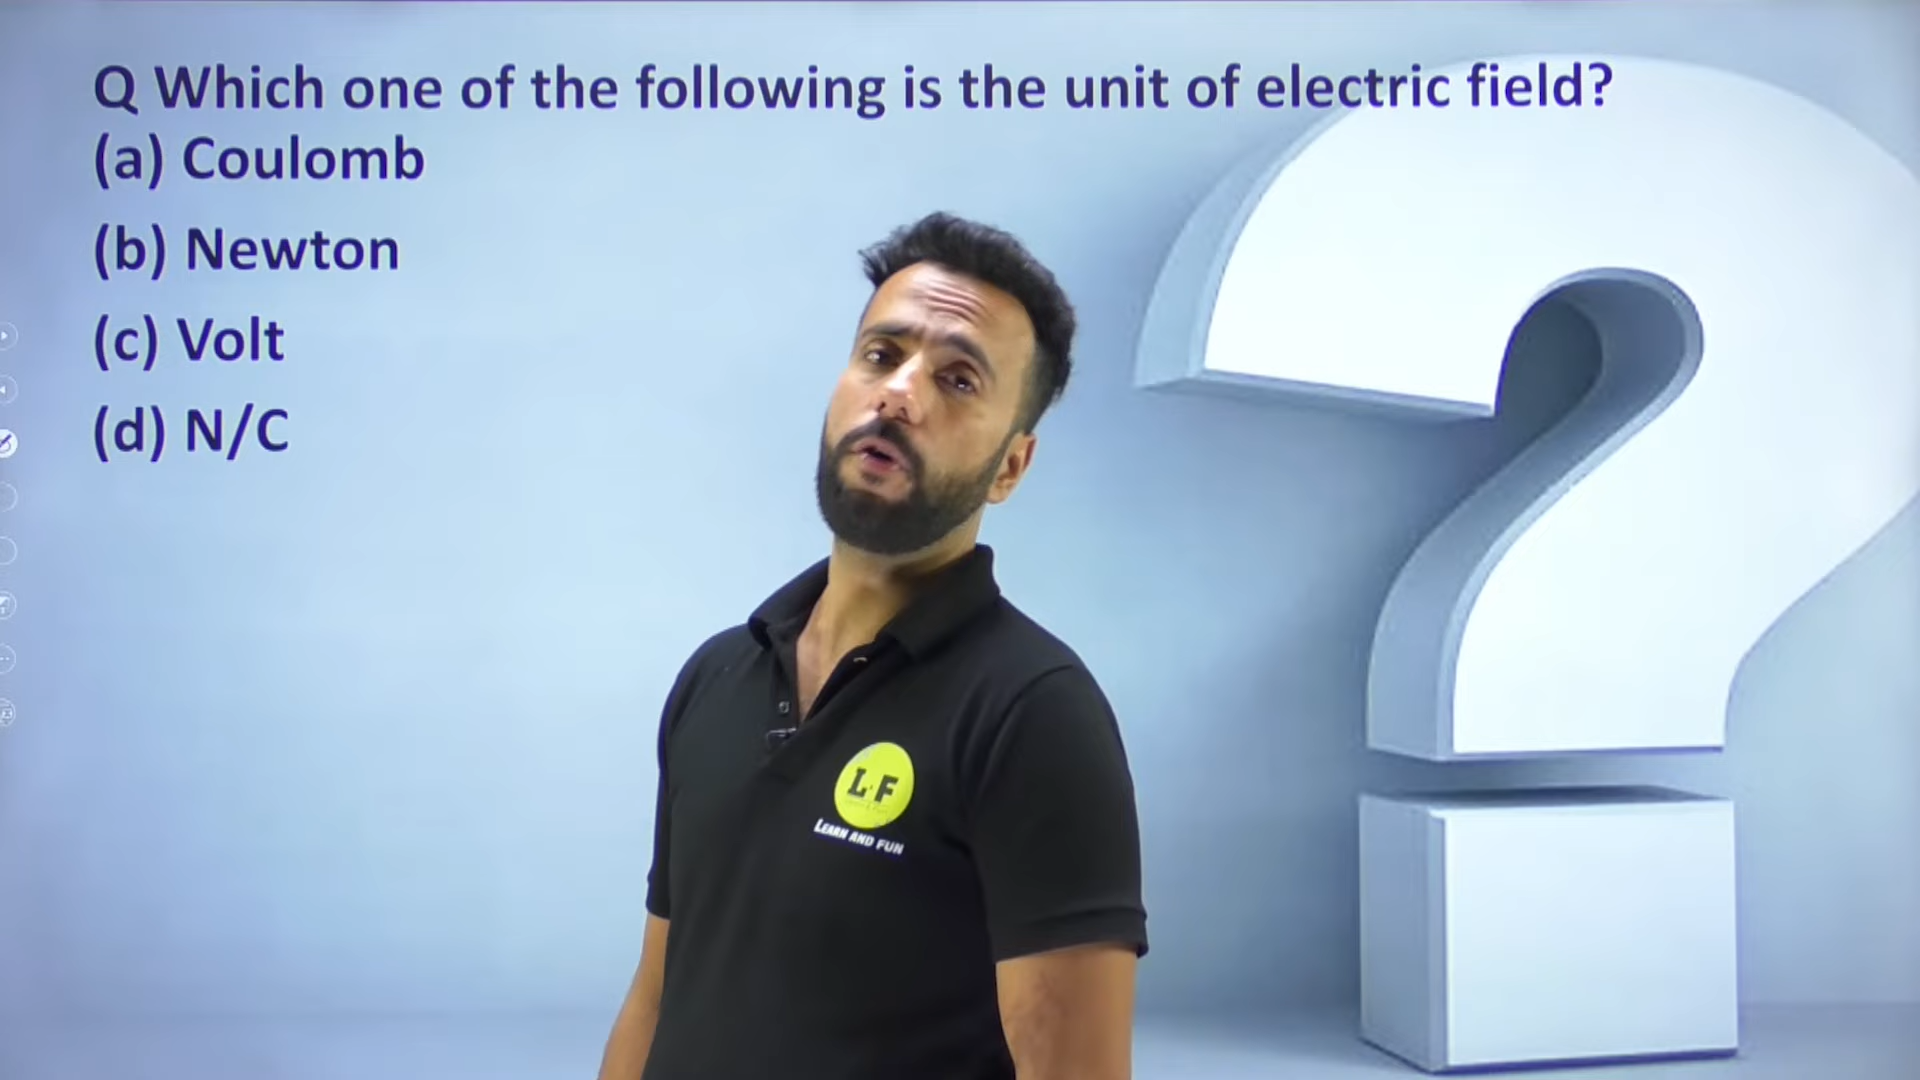 Q Which one of the following is the unit of electric field?
(a) Coulomb
(b) Newton
(c) Volt
(d) N/C
L F
LEARN AND FUN